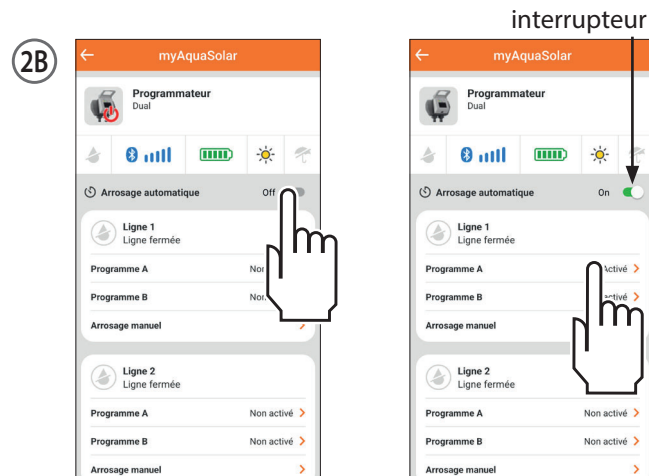 interrupteur
2B
myAquaSolar
Programmateur
Dual
Arrosage automatique Off
Ligne 1
Ligne fermée
Programme A
Programme B
Arrosage manuel
Ligne 2
Ligne fermée
Programme A Non activé
Programme B Non activé
Arrosage manuel
myAquaSolar
Programmateur
Dual
Arrosage automatique On
Ligne 1
Ligne fermée
Programme A Activé
Programme B
Arrosage manuel
Ligne 2
Ligne fermée
Programme A Non activé
Programme B Non activé
Arrosage manuel